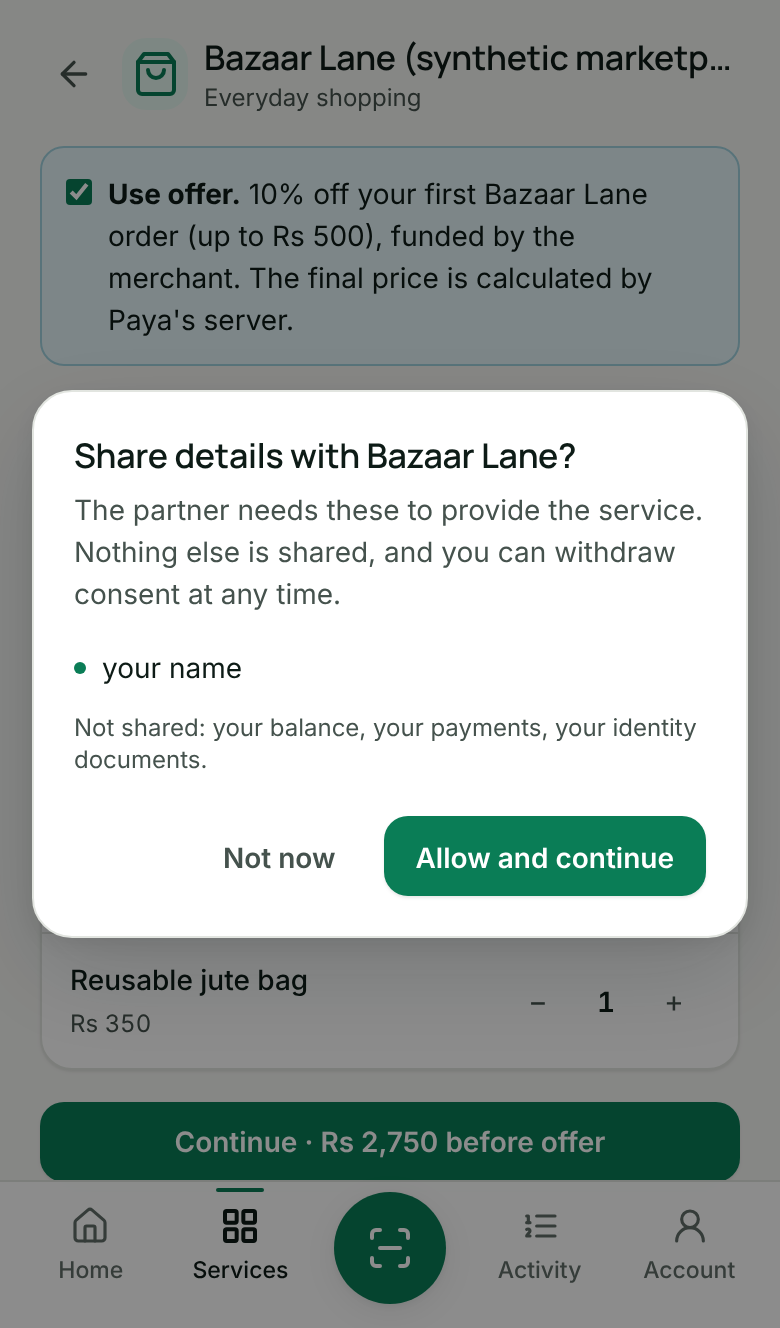 Bazaar Lane (synthetic marketp...
Everyday shopping
Use offer. 10% off your first Bazaar Lane
order (up to Rs 500), funded by the
merchant. The final price is calculated by
Paya's server.
Share details with Bazaar Lane?
The partner needs these to provide the service.
Nothing else is shared, and you can withdraw
consent at any time.
your name
Not shared: your balance, your payments, your identity
documents.
Not now
Allow and continue
Reusable jute bag
Rs 350
− 1 +
Continue · Rs 2,750 before offer
Home
Services
Activity
Account